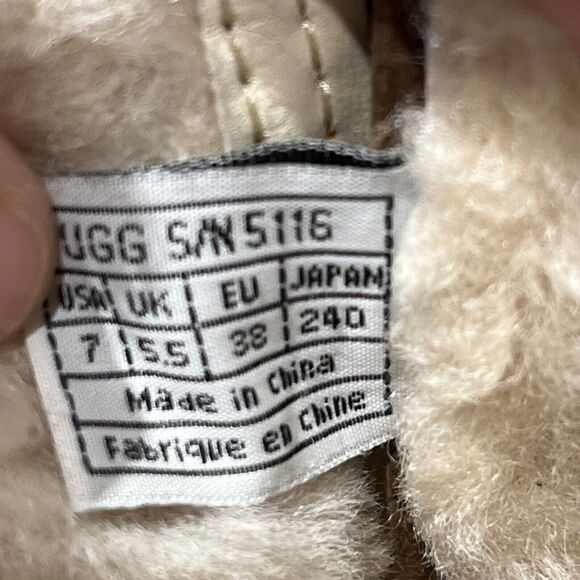 UGG S/N 5116
USA UK EU JAPAN
7 5.5 38 240
Made in China
Fabrique en Chine